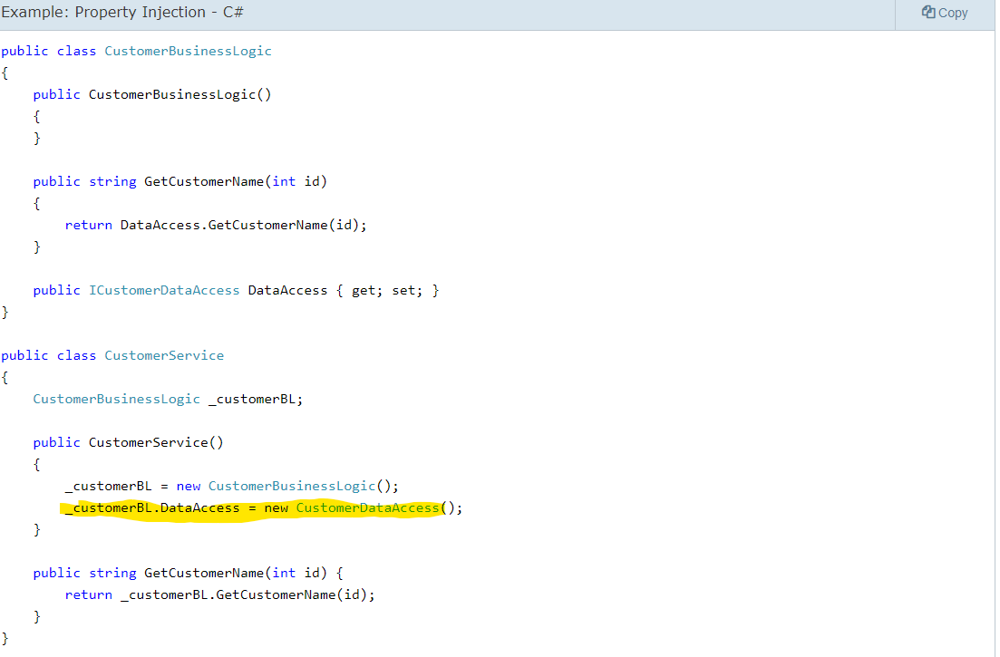 Example: Property Injection - C#
Copy
public class CustomerBusinessLogic
{
    public CustomerBusinessLogic()
    {
    }

    public string GetCustomerName(int id)
    {
        return DataAccess.GetCustomerName(id);
    }

    public ICustomerDataAccess DataAccess { get; set; }
}

public class CustomerService
{
    CustomerBusinessLogic _customerBL;

    public CustomerService()
    {
        _customerBL = new CustomerBusinessLogic();
        _customerBL.DataAccess = new CustomerDataAccess();
    }

    public string GetCustomerName(int id) {
        return _customerBL.GetCustomerName(id);
    }
}